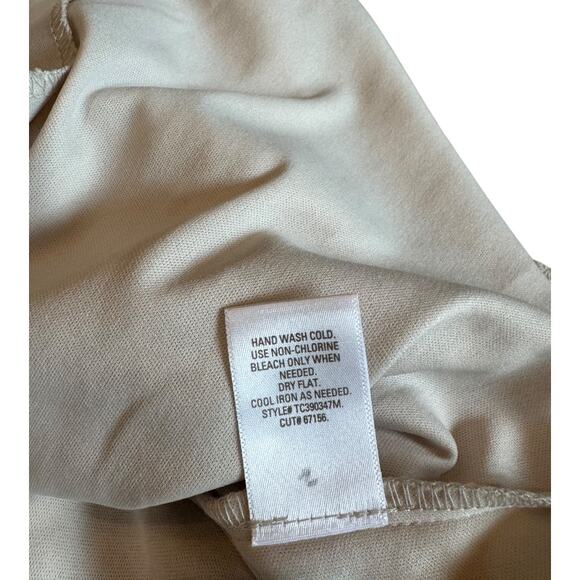 HAND WASH COLD.
USE NON-CHLORINE
BLEACH ONLY WHEN
NEEDED.
DRY FLAT.
COOL IRON AS NEEDED.
STYLE# TC390347M.
CUT# 67156.